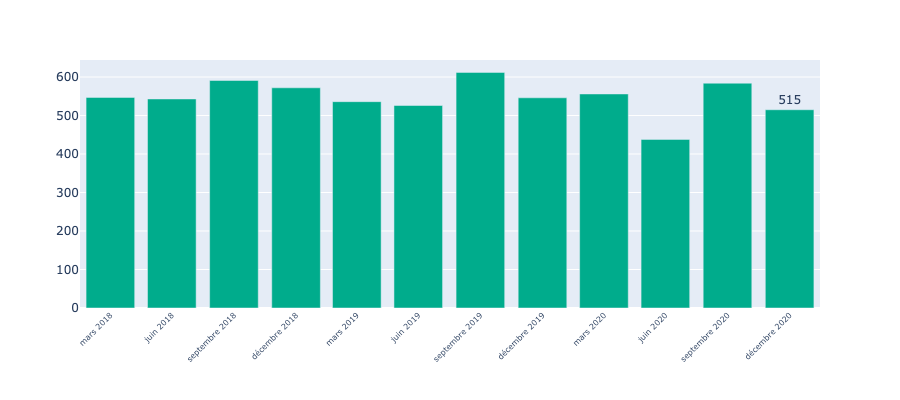 600
500
400
300
200
100
0
515
mars 2018
juin 2018
septembre 2018
décembre 2018
mars 2019
juin 2019
septembre 2019
décembre 2019
mars 2020
juin 2020
septembre 2020
décembre 2020